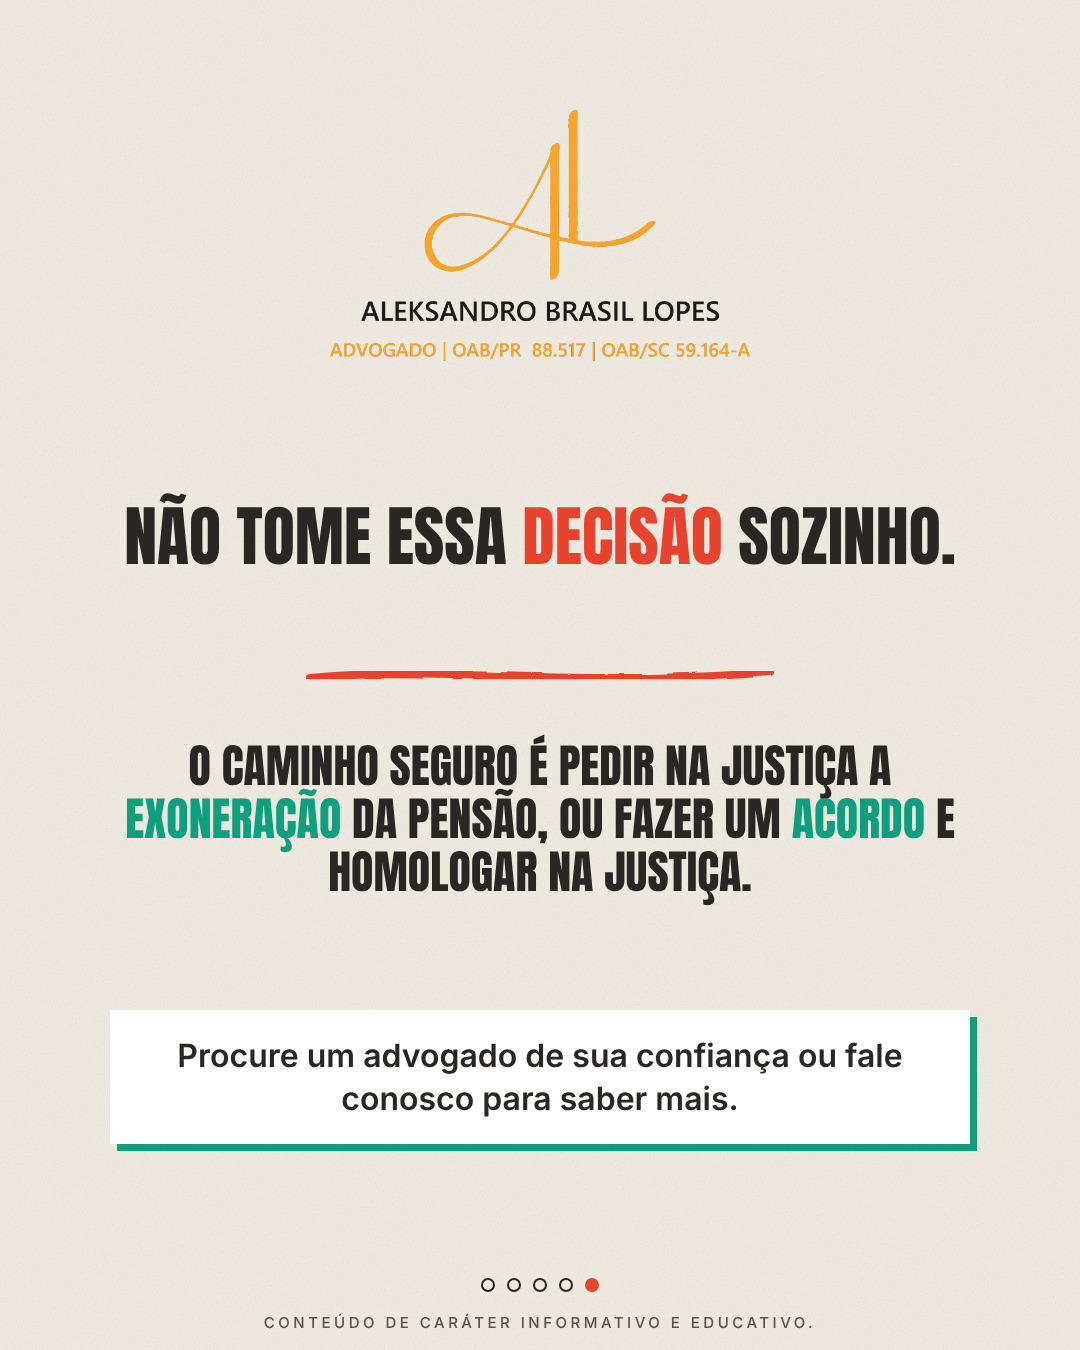 AL
ALEKSANDRO BRASIL LOPES
ADVOGADO | OAB/PR 88.517 | OAB/SC 59.164-A
NÃO TOME ESSA DECISÃO SOZINHO.
O CAMINHO SEGURO É PEDIR NA JUSTIÇA A
EXONERAÇÃO DA PENSÃO, OU FAZER UM ACORDO E
HOMOLOGAR NA JUSTIÇA.
Procure um advogado de sua confiança ou fale
conosco para saber mais.
CONTEÚDO DE CARÁTER INFORMATIVO E EDUCATIVO.